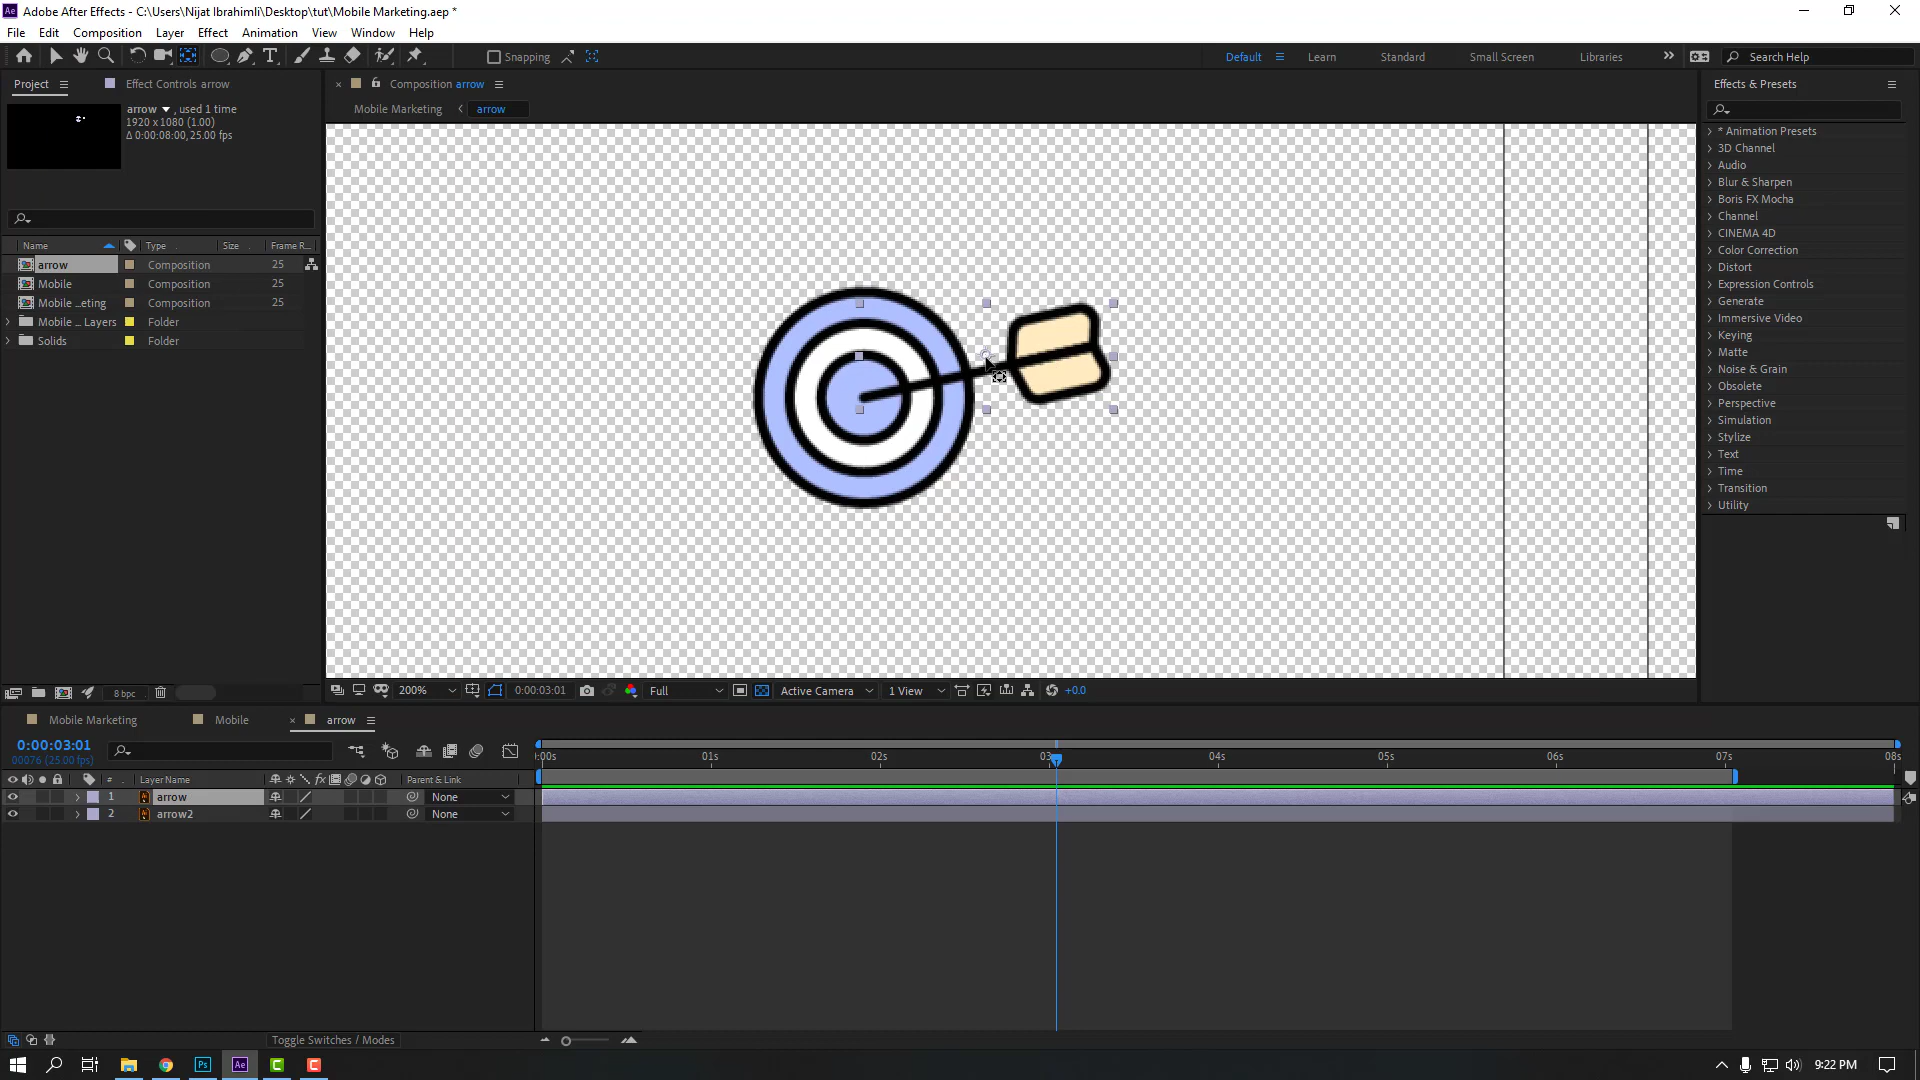 Adobe After Effects - C:\Users\Nijat Ibrahimli\Desktop\tut\Mobile Marketing.aep *
File Edit Composition Layer Effect Animation View Window Help
Snapping
Default Learn Standard Small Screen Libraries Search Help
Project Effect Controls arrow
Composition arrow
Effects & Presets
arrow , used 1 time
1920 x 1080 (1.00)
Δ 0:00:08:00, 25.00 fps
Mobile Marketing arrow
Name Type Size Frame R...
arrow Composition 25
Mobile Composition 25
Mobile ...eting Composition 25
Mobile ... Layers Folder
Solids Folder
* Animation Presets
3D Channel
Audio
Blur & Sharpen
Boris FX Mocha
Channel
CINEMA 4D
Color Correction
Distort
Expression Controls
Generate
Immersive Video
Keying
Matte
Noise & Grain
Obsolete
Perspective
Simulation
Stylize
Text
Time
Transition
Utility
8 bpc
200% 0:00:03:01 Full Active Camera 1 View +0.0
Mobile Marketing Mobile arrow
0:00:03:01
00076 (25.00 fps)
:00s 01s 02s 03s 04s 05s 06s 07s 08s
# Layer Name Parent & Link
1 arrow None
2 arrow2 None
Toggle Switches / Modes
9:22 PM